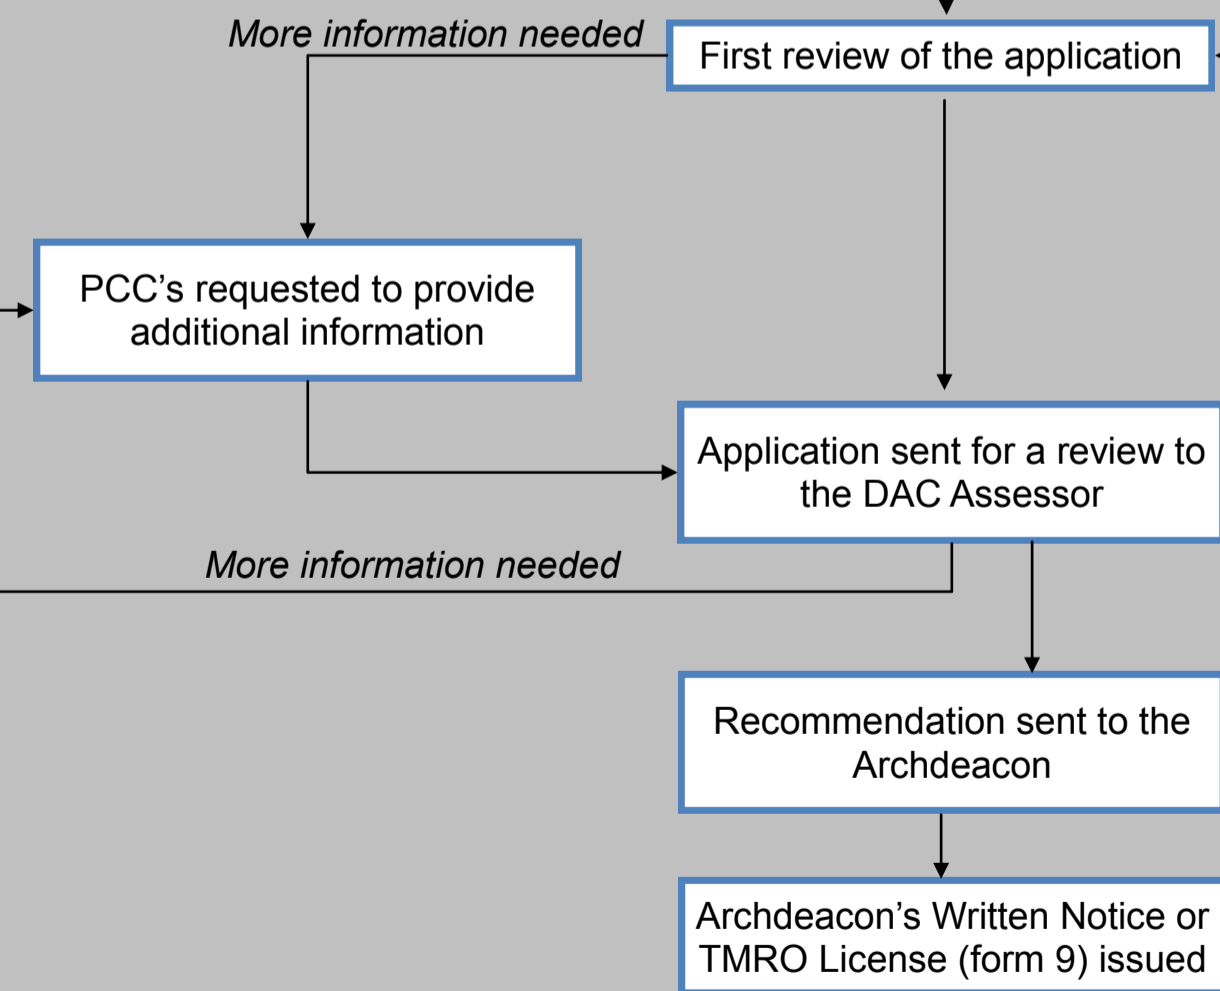 More information needed
First review of the application
PCC’s requested to provide
additional information
Application sent for a review to
the DAC Assessor
More information needed
Recommendation sent to the
Archdeacon
Archdeacon’s Written Notice or
TMRO License (form 9) issued